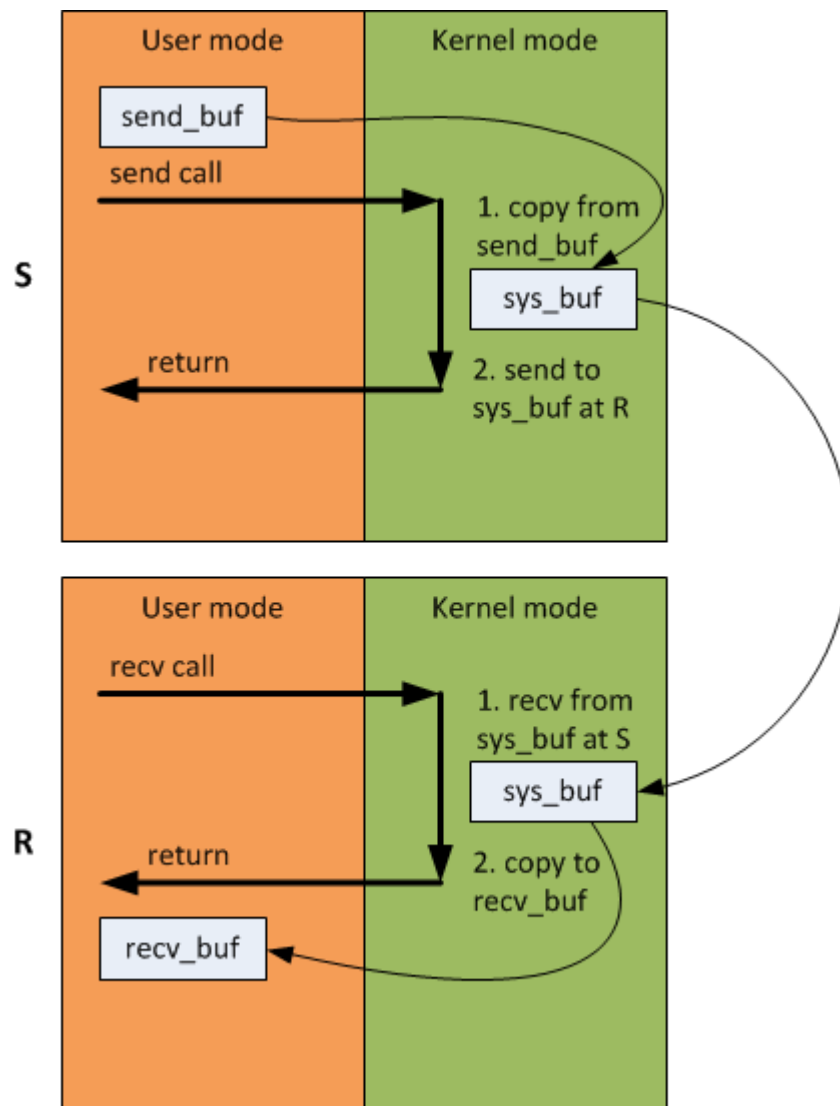 User mode
Kernel mode
send_buf
send call
1. copy from
send_buf
S
sys_buf
return
2. send to
sys_buf at R
User mode
Kernel mode
recv call
1. recv from
sys_buf at S
sys_buf
R
return
2. copy to
recv_buf
recv_buf